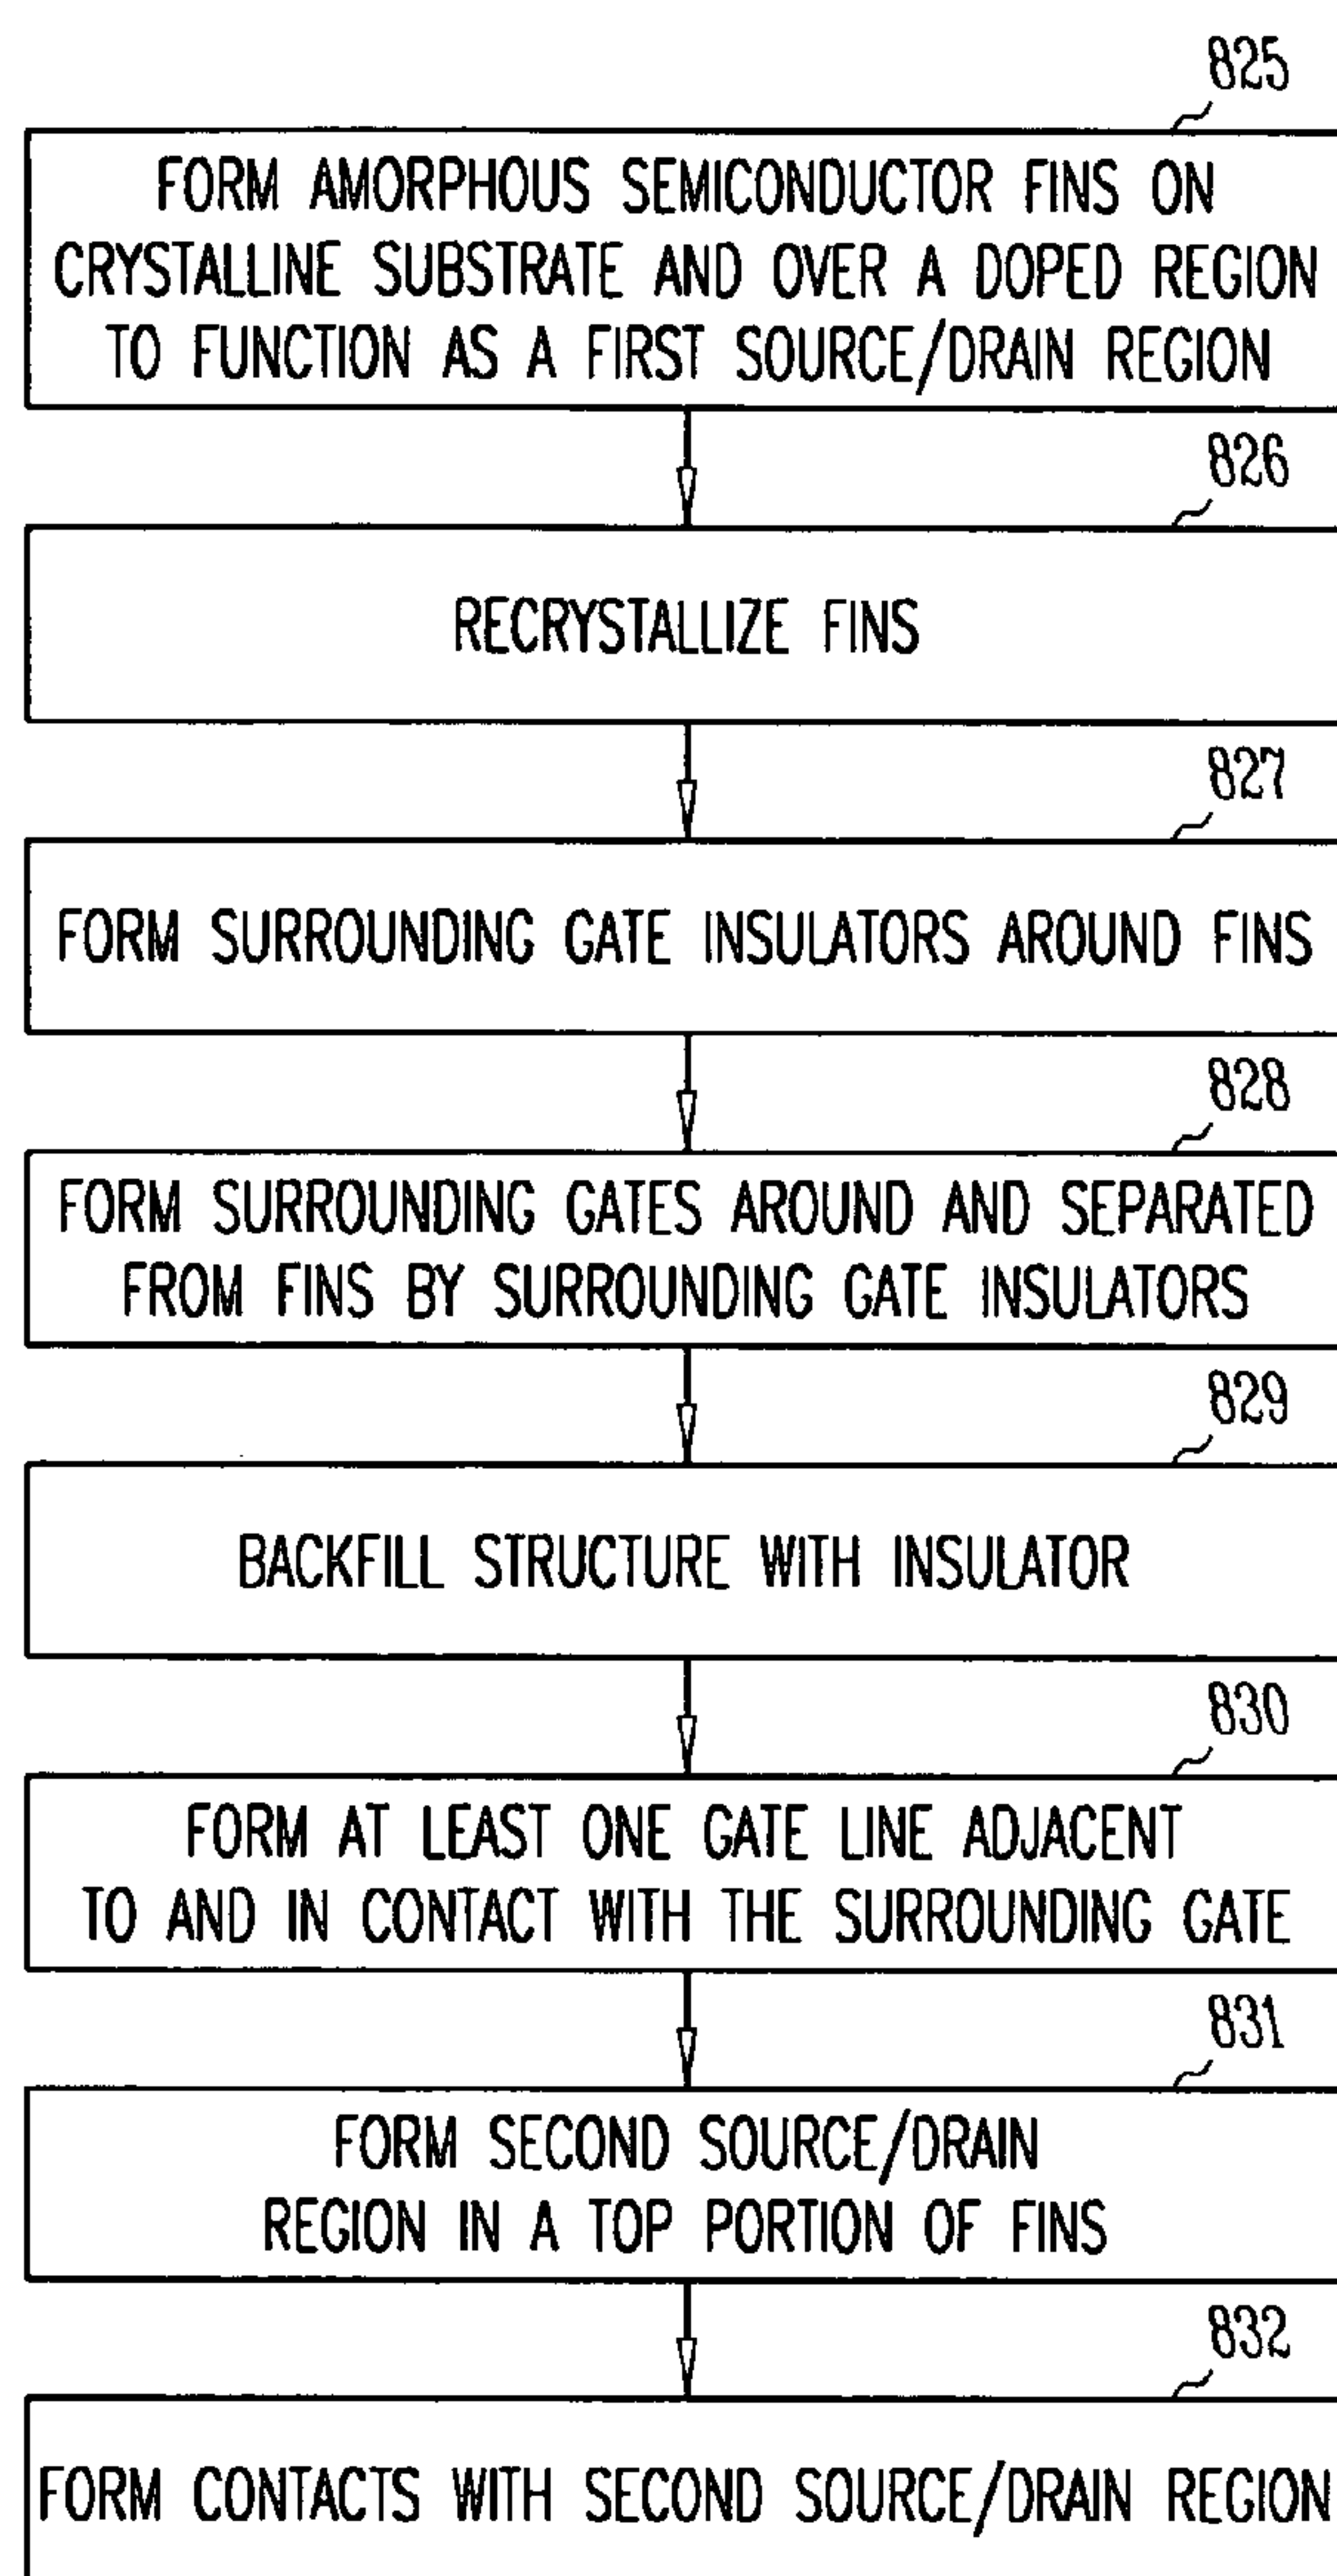 825
FORM AMORPHOUS SEMICONDUCTOR FINS ON
CRYSTALLINE SUBSTRATE AND OVER A DOPED REGION
TO FUNCTION AS A FIRST SOURCE/DRAIN REGION
826
RECRYSTALLIZE FINS
827
FORM SURROUNDING GATE INSULATORS AROUND FINS
828
FORM SURROUNDING GATES AROUND AND SEPARATED
FROM FINS BY SURROUNDING GATE INSULATORS
829
BACKFILL STRUCTURE WITH INSULATOR
830
FORM AT LEAST ONE GATE LINE ADJACENT
TO AND IN CONTACT WITH THE SURROUNDING GATE
831
FORM SECOND SOURCE/DRAIN
REGION IN A TOP PORTION OF FINS
832
FORM CONTACTS WITH SECOND SOURCE/DRAIN REGION